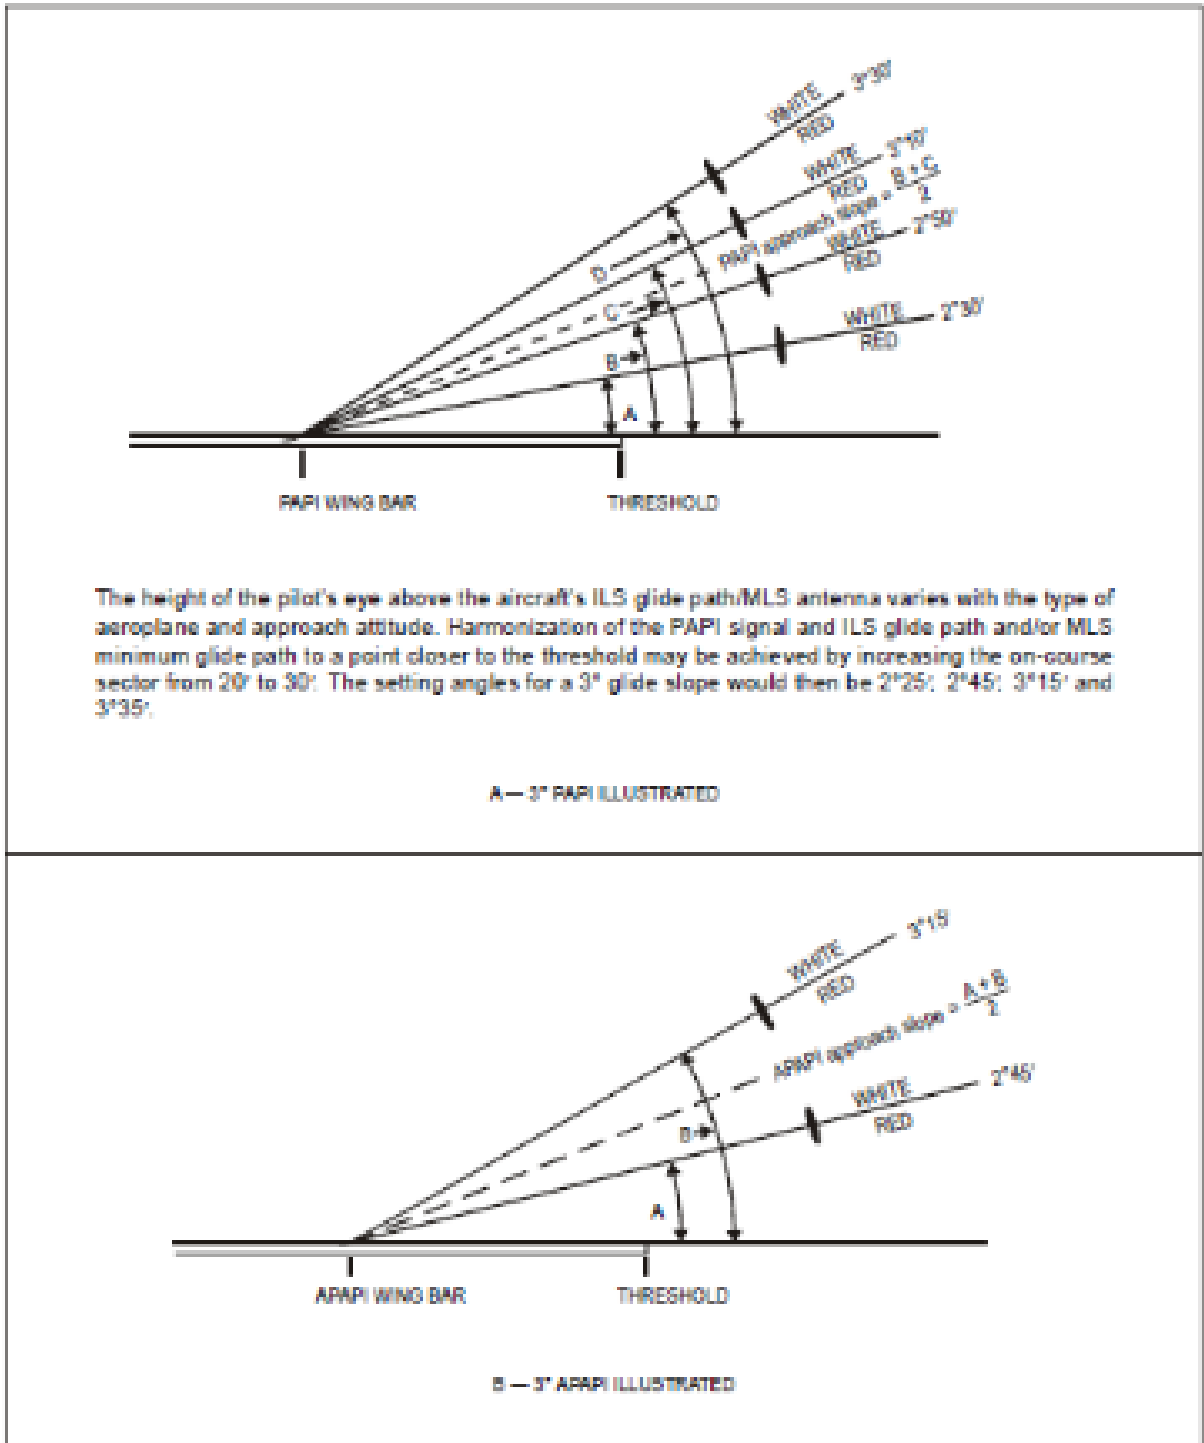 WHITE 3°30'
RED
WHITE 3°10'
RED
PAPI approach slope = B + C
2
WHITE 2°50'
RED
WHITE 2°30'
RED
D
C
B
A
PAPI WING BAR THRESHOLD
The height of the pilot's eye above the aircraft's ILS glide path/MLS antenna varies with the type of
aeroplane and approach attitude. Harmonization of the PAPI signal and ILS glide path and/or MLS
minimum glide path to a point closer to the threshold may be achieved by increasing the on-course
sector from 20' to 30'. The setting angles for a 3° glide slope would then be 2°25', 2°45', 3°15' and
3°35'.
A — 3° PAPI ILLUSTRATED
WHITE 3°15'
RED
APAPI approach slope = A + B
2
WHITE 2°45'
RED
B
A
APAPI WING BAR THRESHOLD
B — 3° APAPI ILLUSTRATED